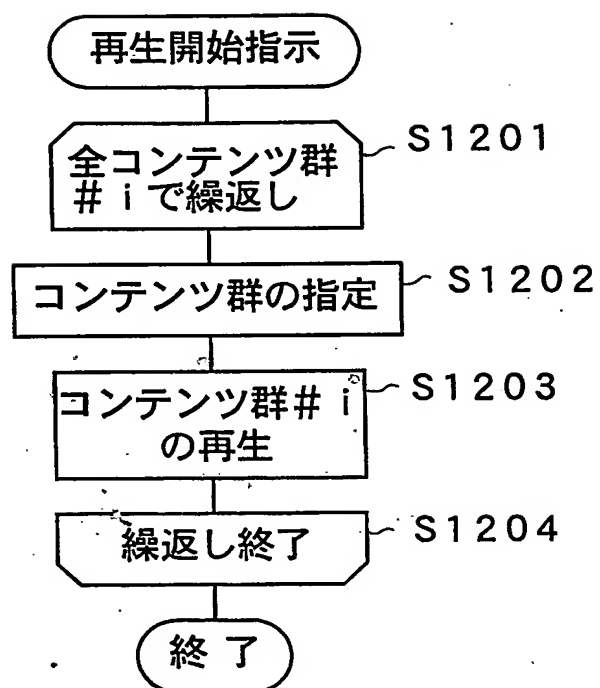 再生開始指示
全コンテンツ群
#iで繰返し
S1201
コンテンツ群の指定
S1202
コンテンツ群#i
の再生
S1203
繰返し終了
S1204
終了